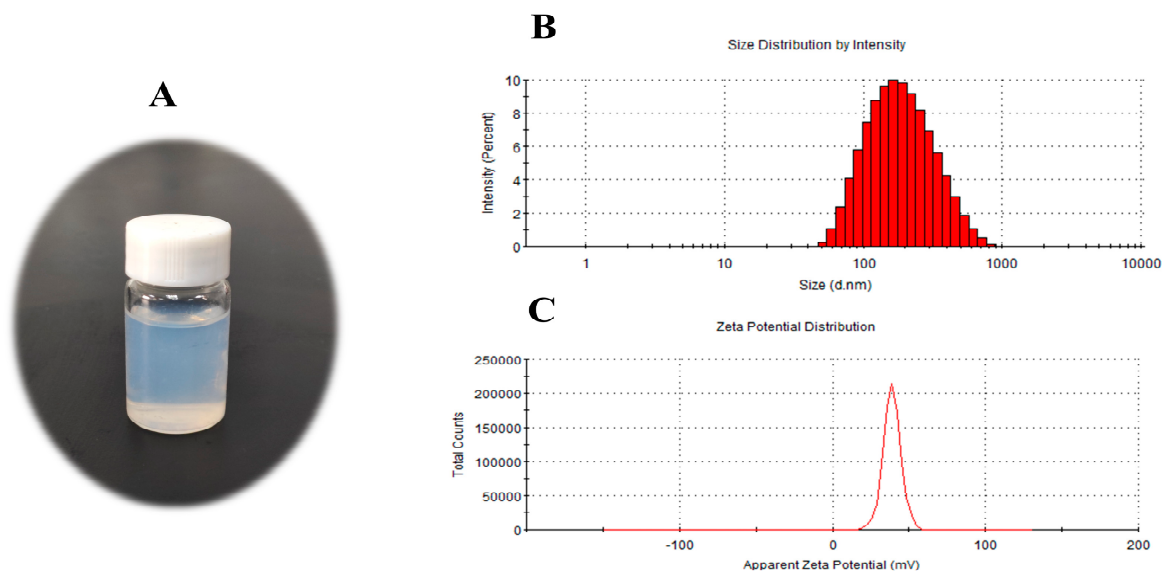 A
B
Size Distribution by Intensity
Intensity (Percent)
10
8
6
4
2
0
1 10 100 1000 10000
Size (d.nm)
C
Zeta Potential Distribution
Total Counts
250000
200000
150000
100000
50000
0
-100 0 100 200
Apparent Zeta Potential (mV)